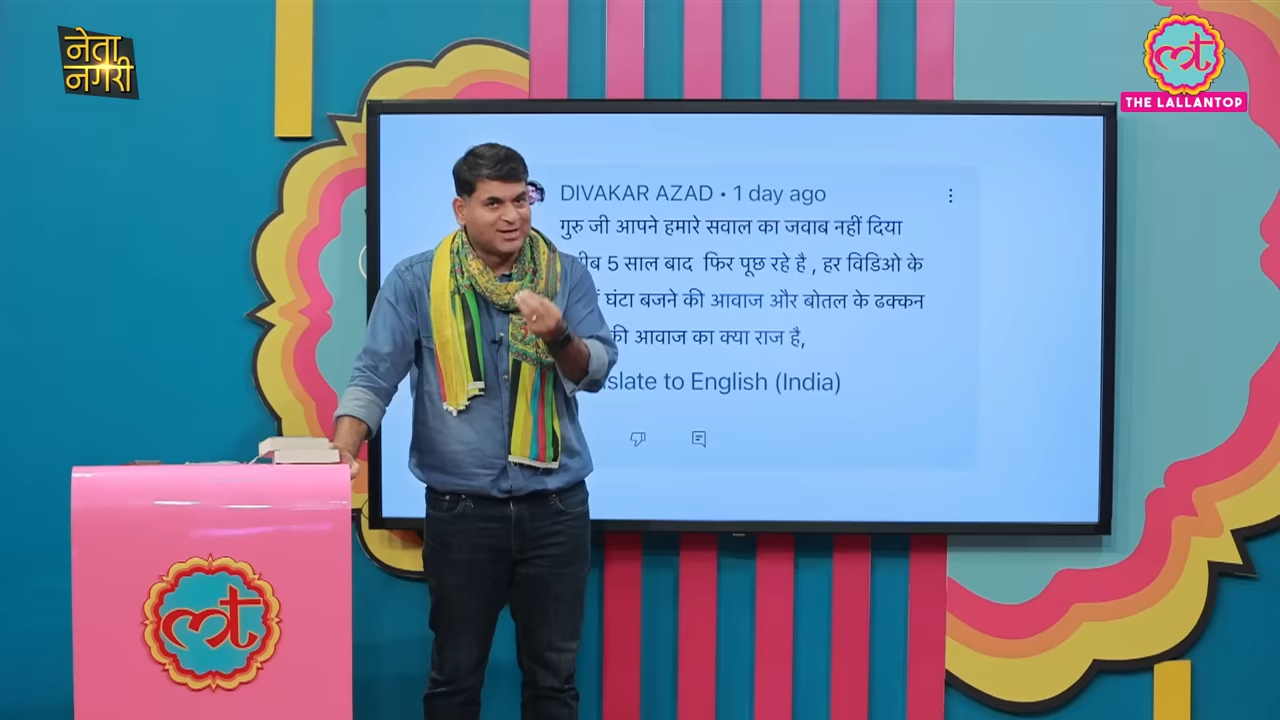 नेता
नगरी
THE LALLANTOP
DIVAKAR AZAD • 1 day ago
गुरु जी आपने हमारे सवाल का जवाब नहीं दिया
5 साल बाद फिर पूछ रहे है , हर विडिओ के
घंटा बजने की आवाज और बोतल के ढक्कन
की आवाज का क्या राज है,
to English (India)